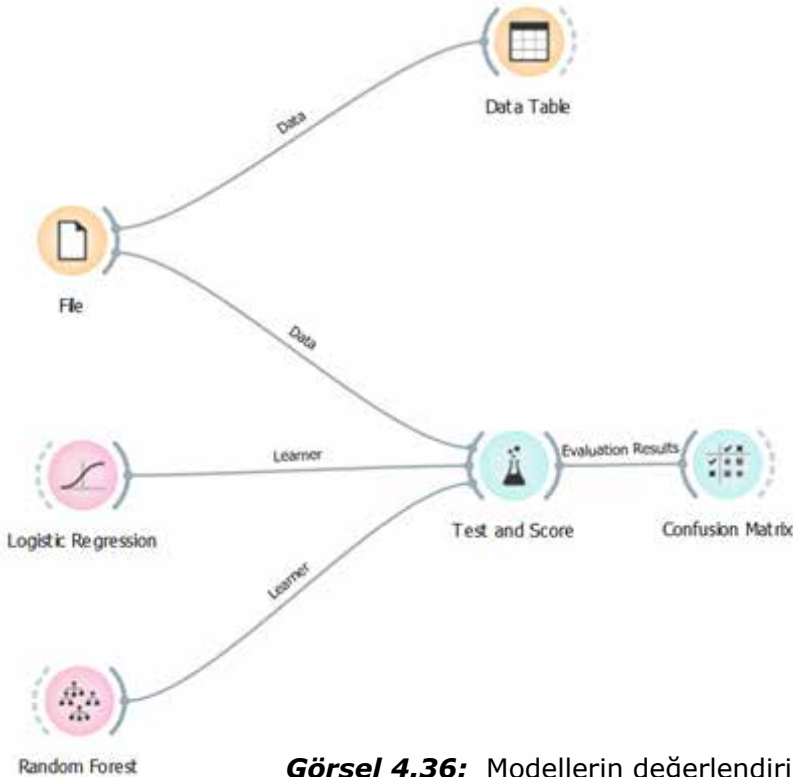 Data Table
Data
File
Data
Learner
Logistic Regression
Evaluation Results
Test and Score
Confusion Matrix
Learner
Random Forest
Görsel 4.36: Modellerin değerlendiri